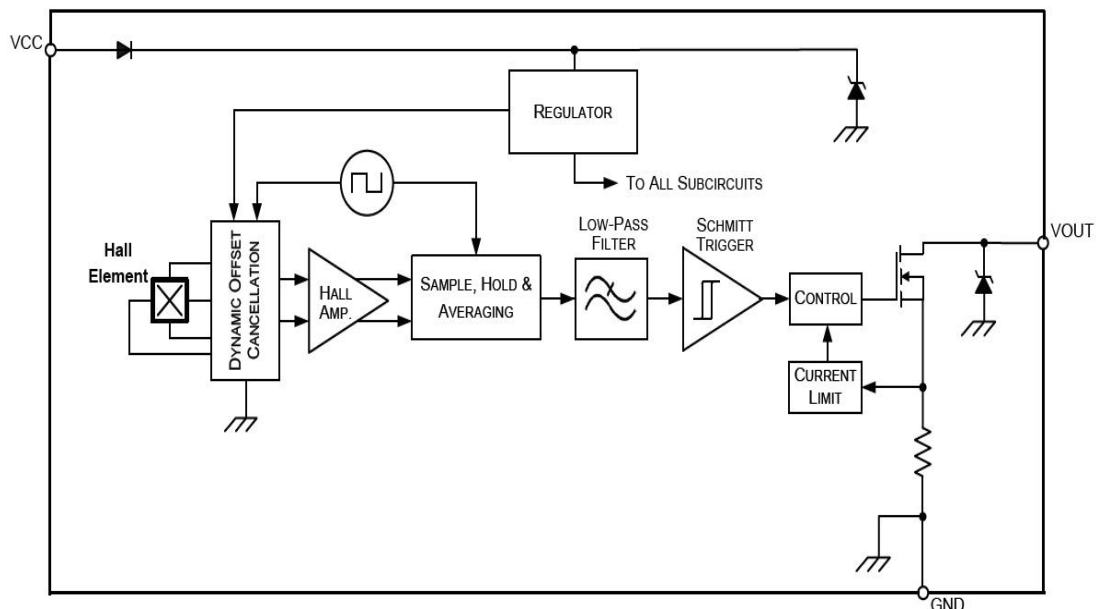 VCC
REGULATOR
TO ALL SUBCIRCUITS
LOW-PASS
FILTER
SCHMITT
TRIGGER
VOUT
Hall
Element
DYNAMIC OFFSET
CANCELLATION
HALL
AMP.
SAMPLE, HOLD &
AVERAGING
CONTROL
CURRENT
LIMIT
GND